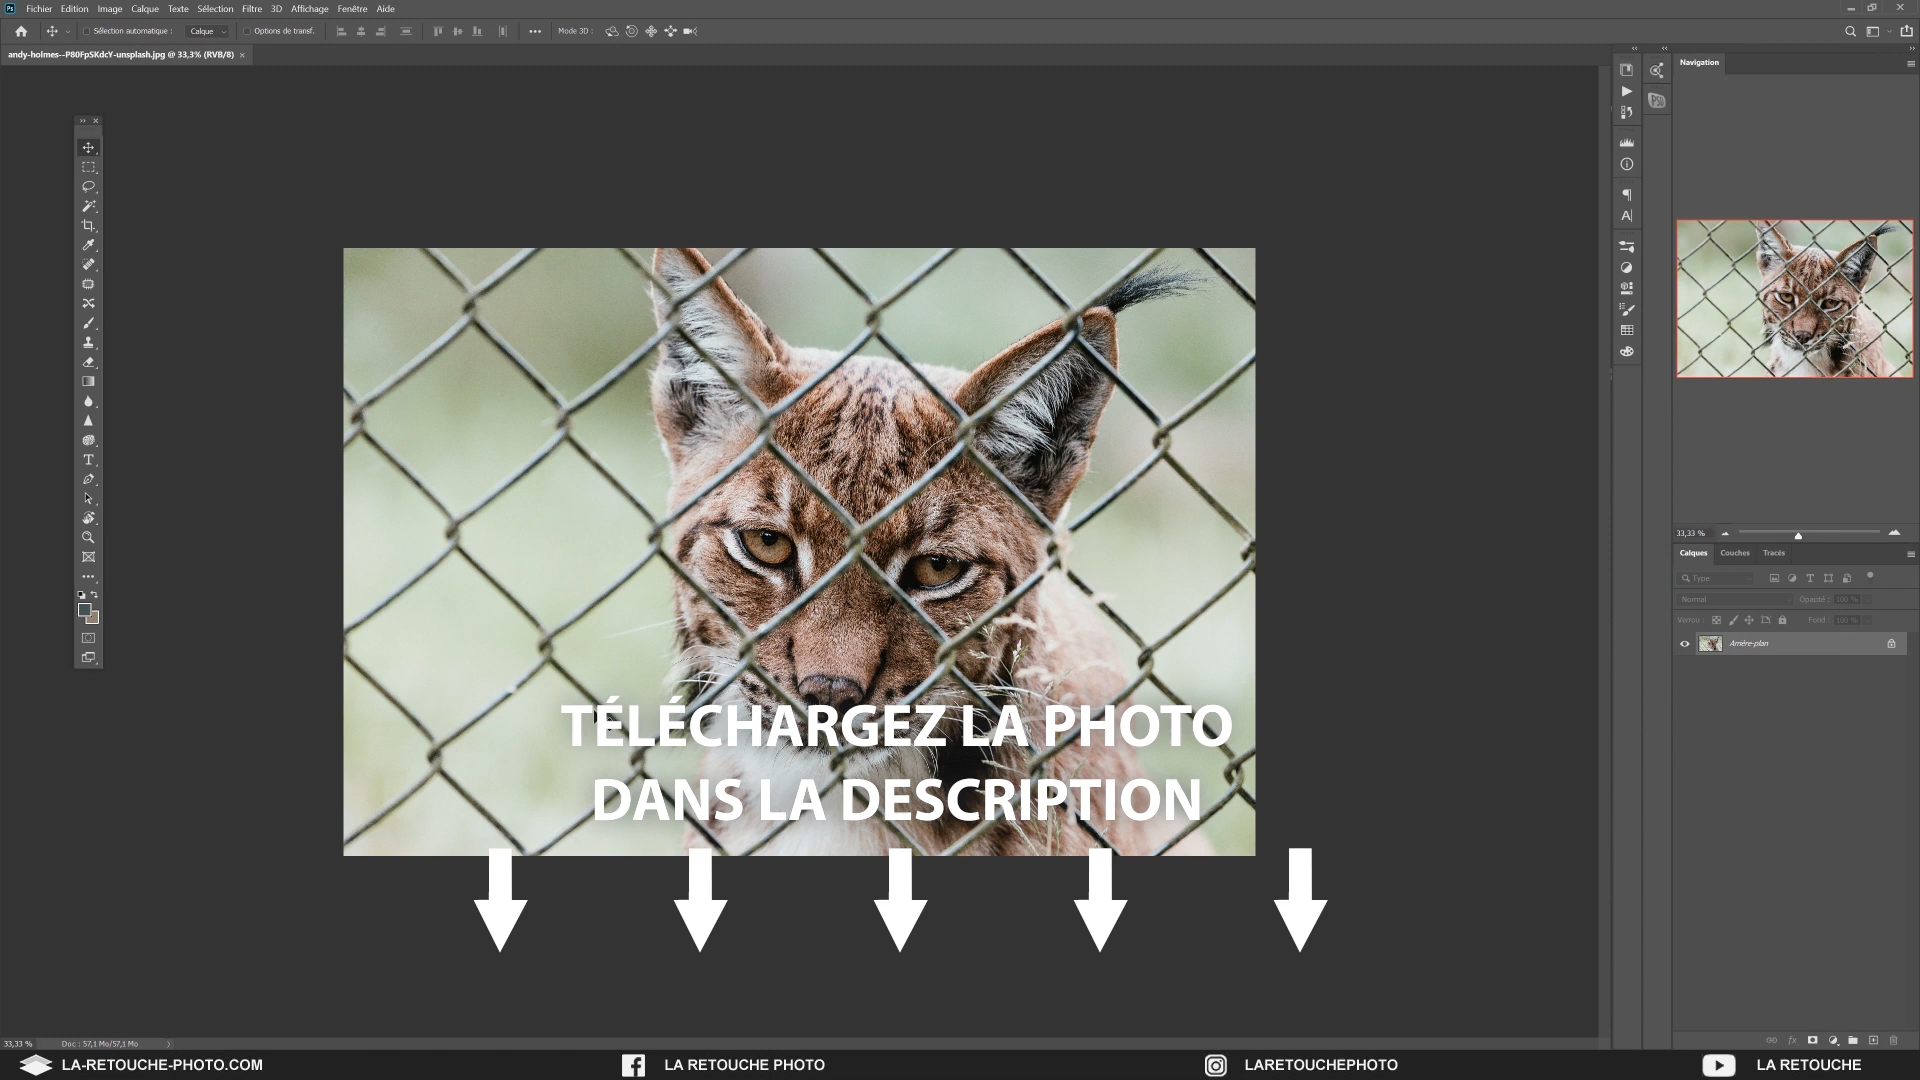 Ps Fichier Edition Image Calque Texte Sélection Filtre 3D Affichage Fenêtre Aide
Sélection automatique : Calque Options de transf. Mode 3D :
andy-holmes--P80FpSKdcY-unsplash.jpg @ 33,3% (RVB/8)
Navigation
33,33 %
Calques Couches Tracés
Type
Normal Opacité : 100 %
Verrou : Fond : 100 %
Arrière-plan
TÉLÉCHARGEZ LA PHOTO
DANS LA DESCRIPTION
33,33 % Doc : 57,1 Mo/57,1 Mo
LA-RETOUCHE-PHOTO.COM LA RETOUCHE PHOTO LARETOUCHEPHOTO LA RETOUCHE